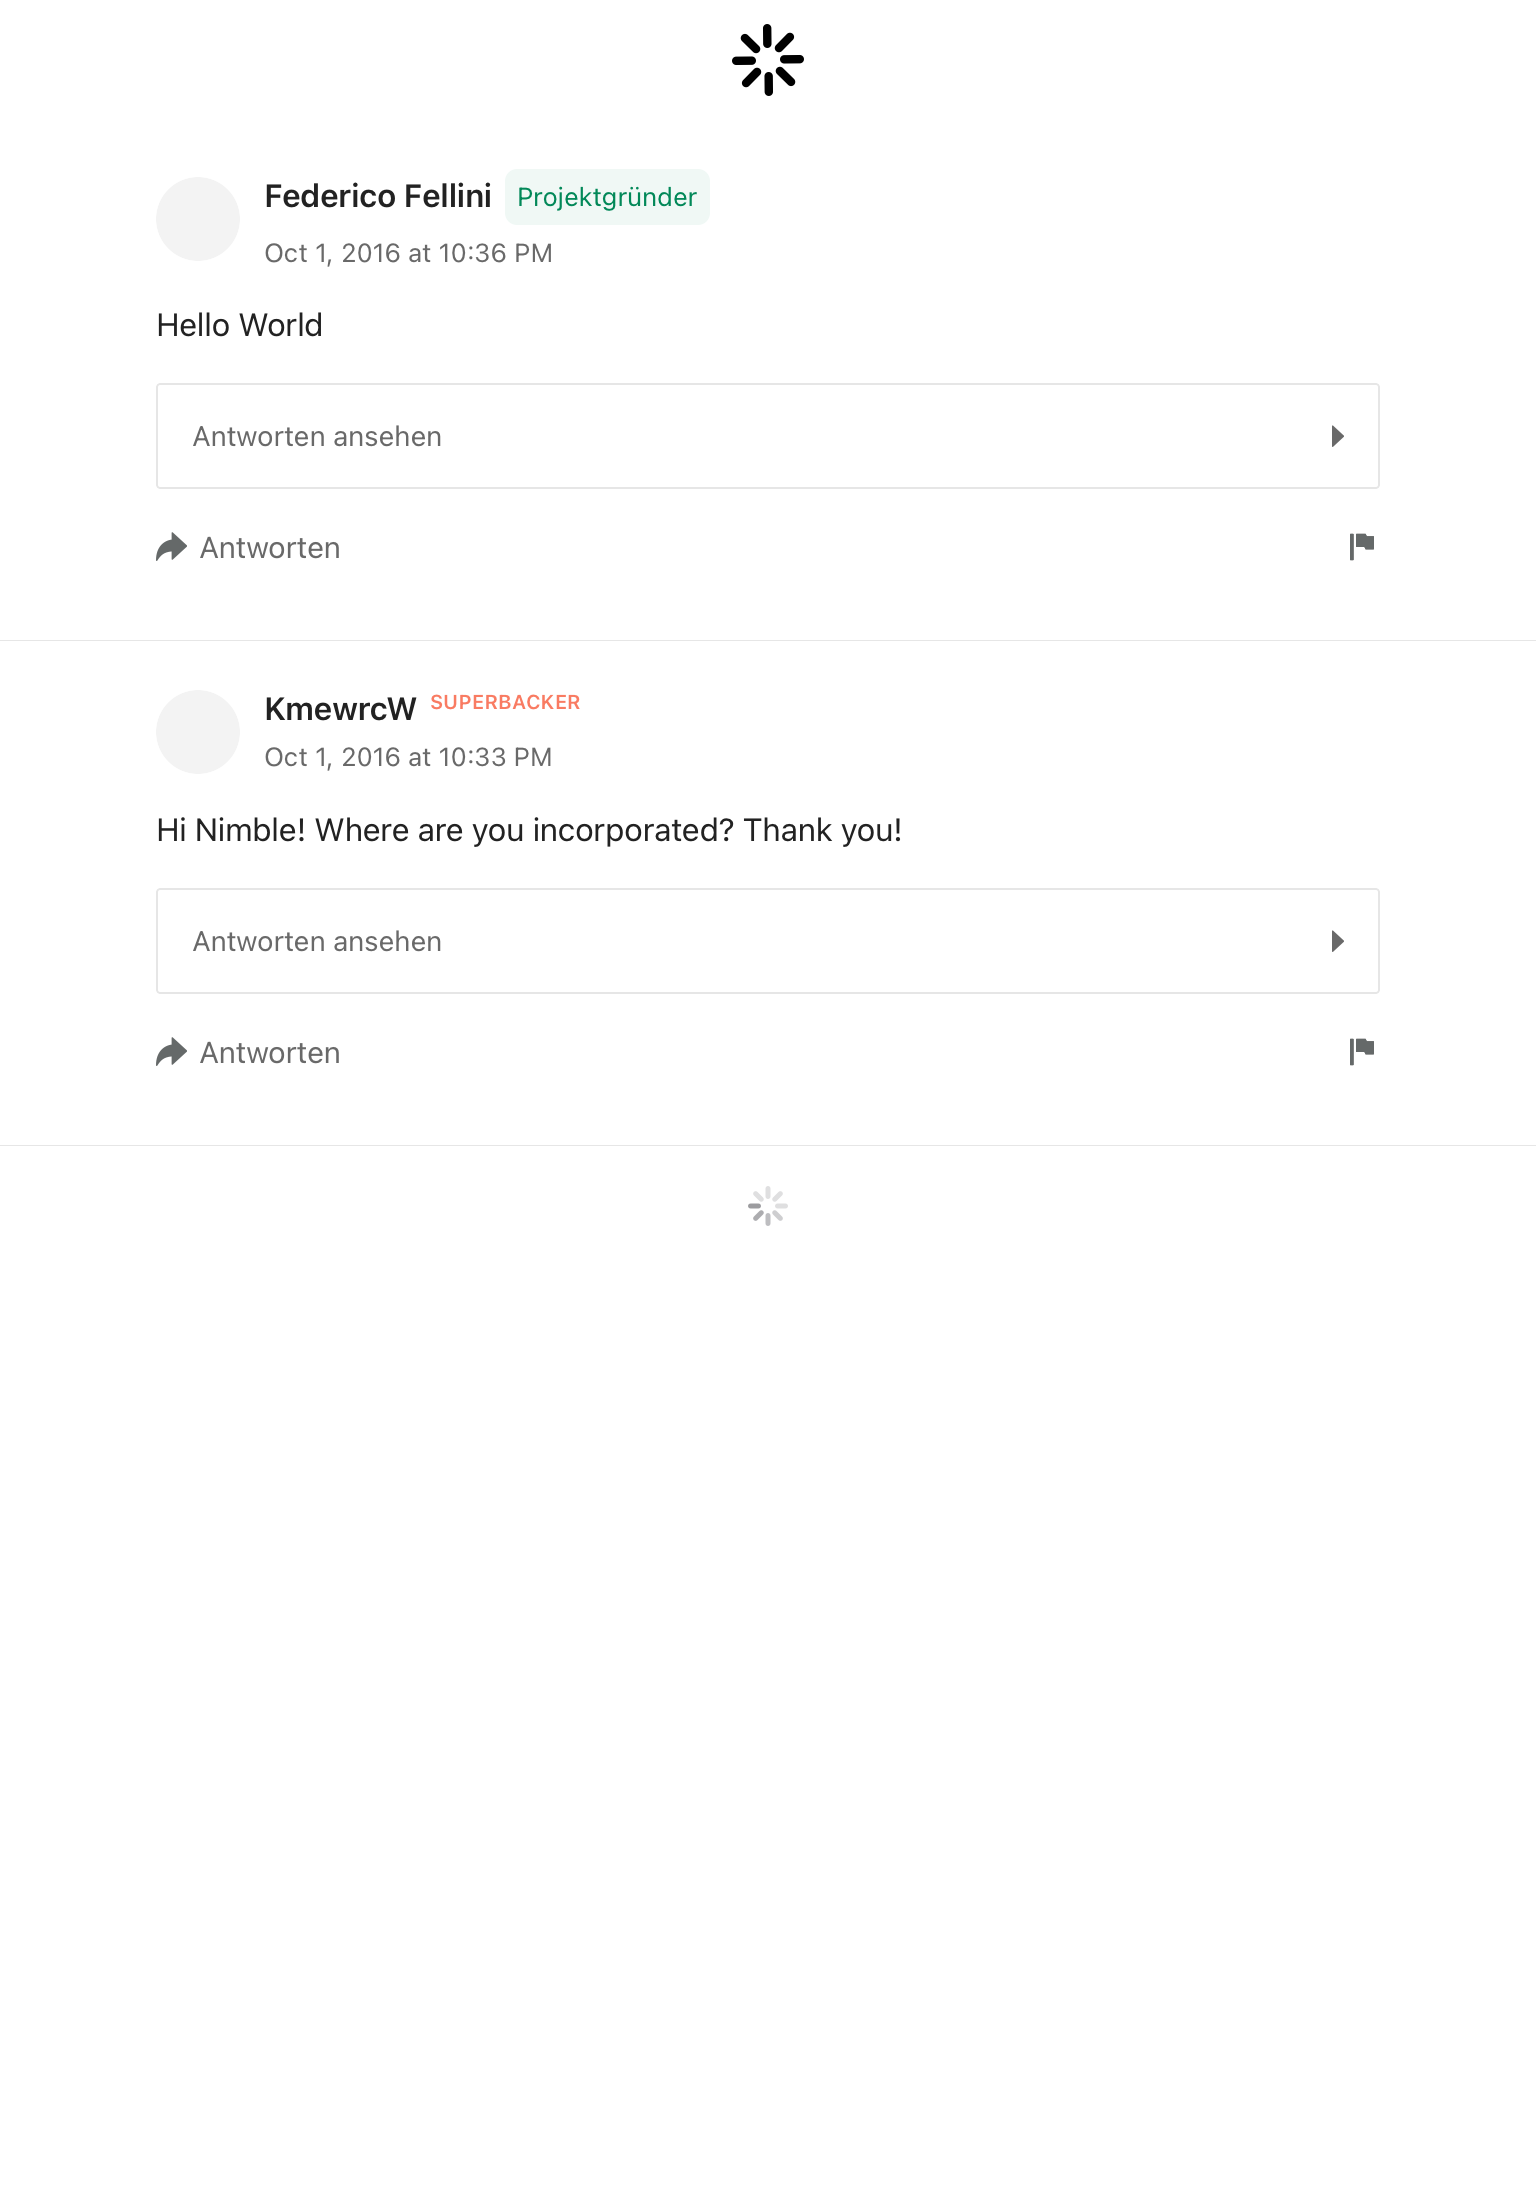 Federico Fellini Projektgründer
Oct 1, 2016 at 10:36 PM
Hello World
Antworten ansehen
Antworten
KmewrcW SUPERBACKER
Oct 1, 2016 at 10:33 PM
Hi Nimble! Where are you incorporated? Thank you!
Antworten ansehen
Antworten